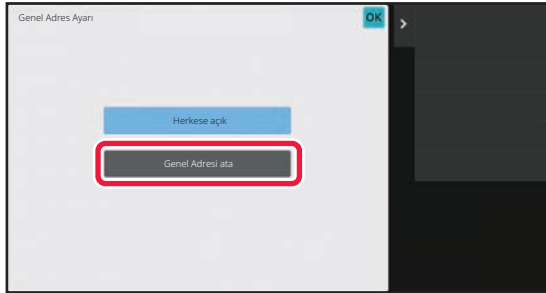 Genel Adres Ayarı
OK
Herkese açık
Genel Adresi ata